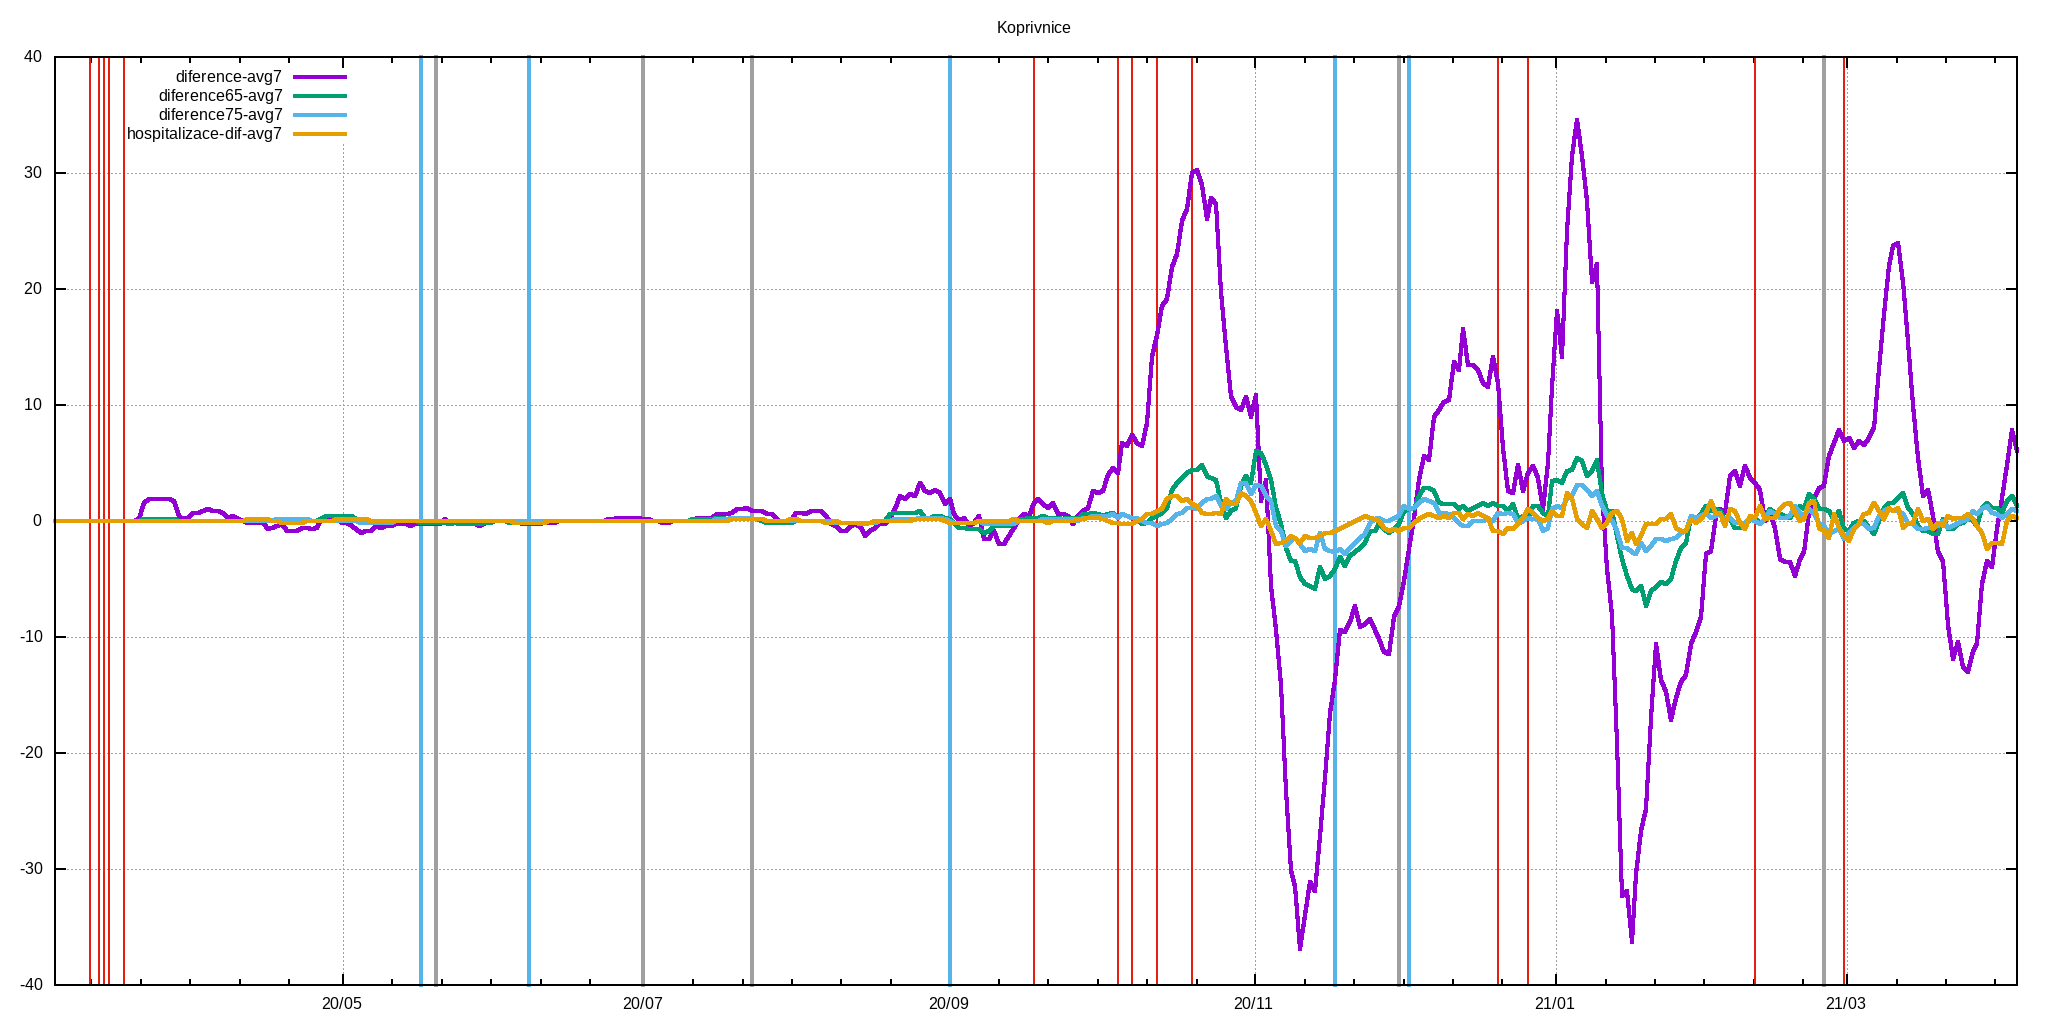 Koprivnice
40
30
20
10
0
-10
-20
-30
-40
diference-avg7
diference65-avg7
diference75-avg7
hospitalizace-dif-avg7
20/05 20/07 20/09 20/11 21/01 21/03